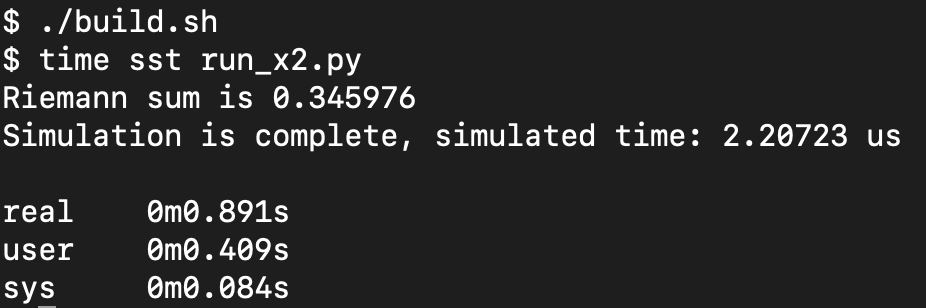 $ ./build.sh
$ time sst run_x2.py
Riemann sum is 0.345976
Simulation is complete, simulated time: 2.20723 us
real    0m0.891s
user    0m0.409s
sys     0m0.084s